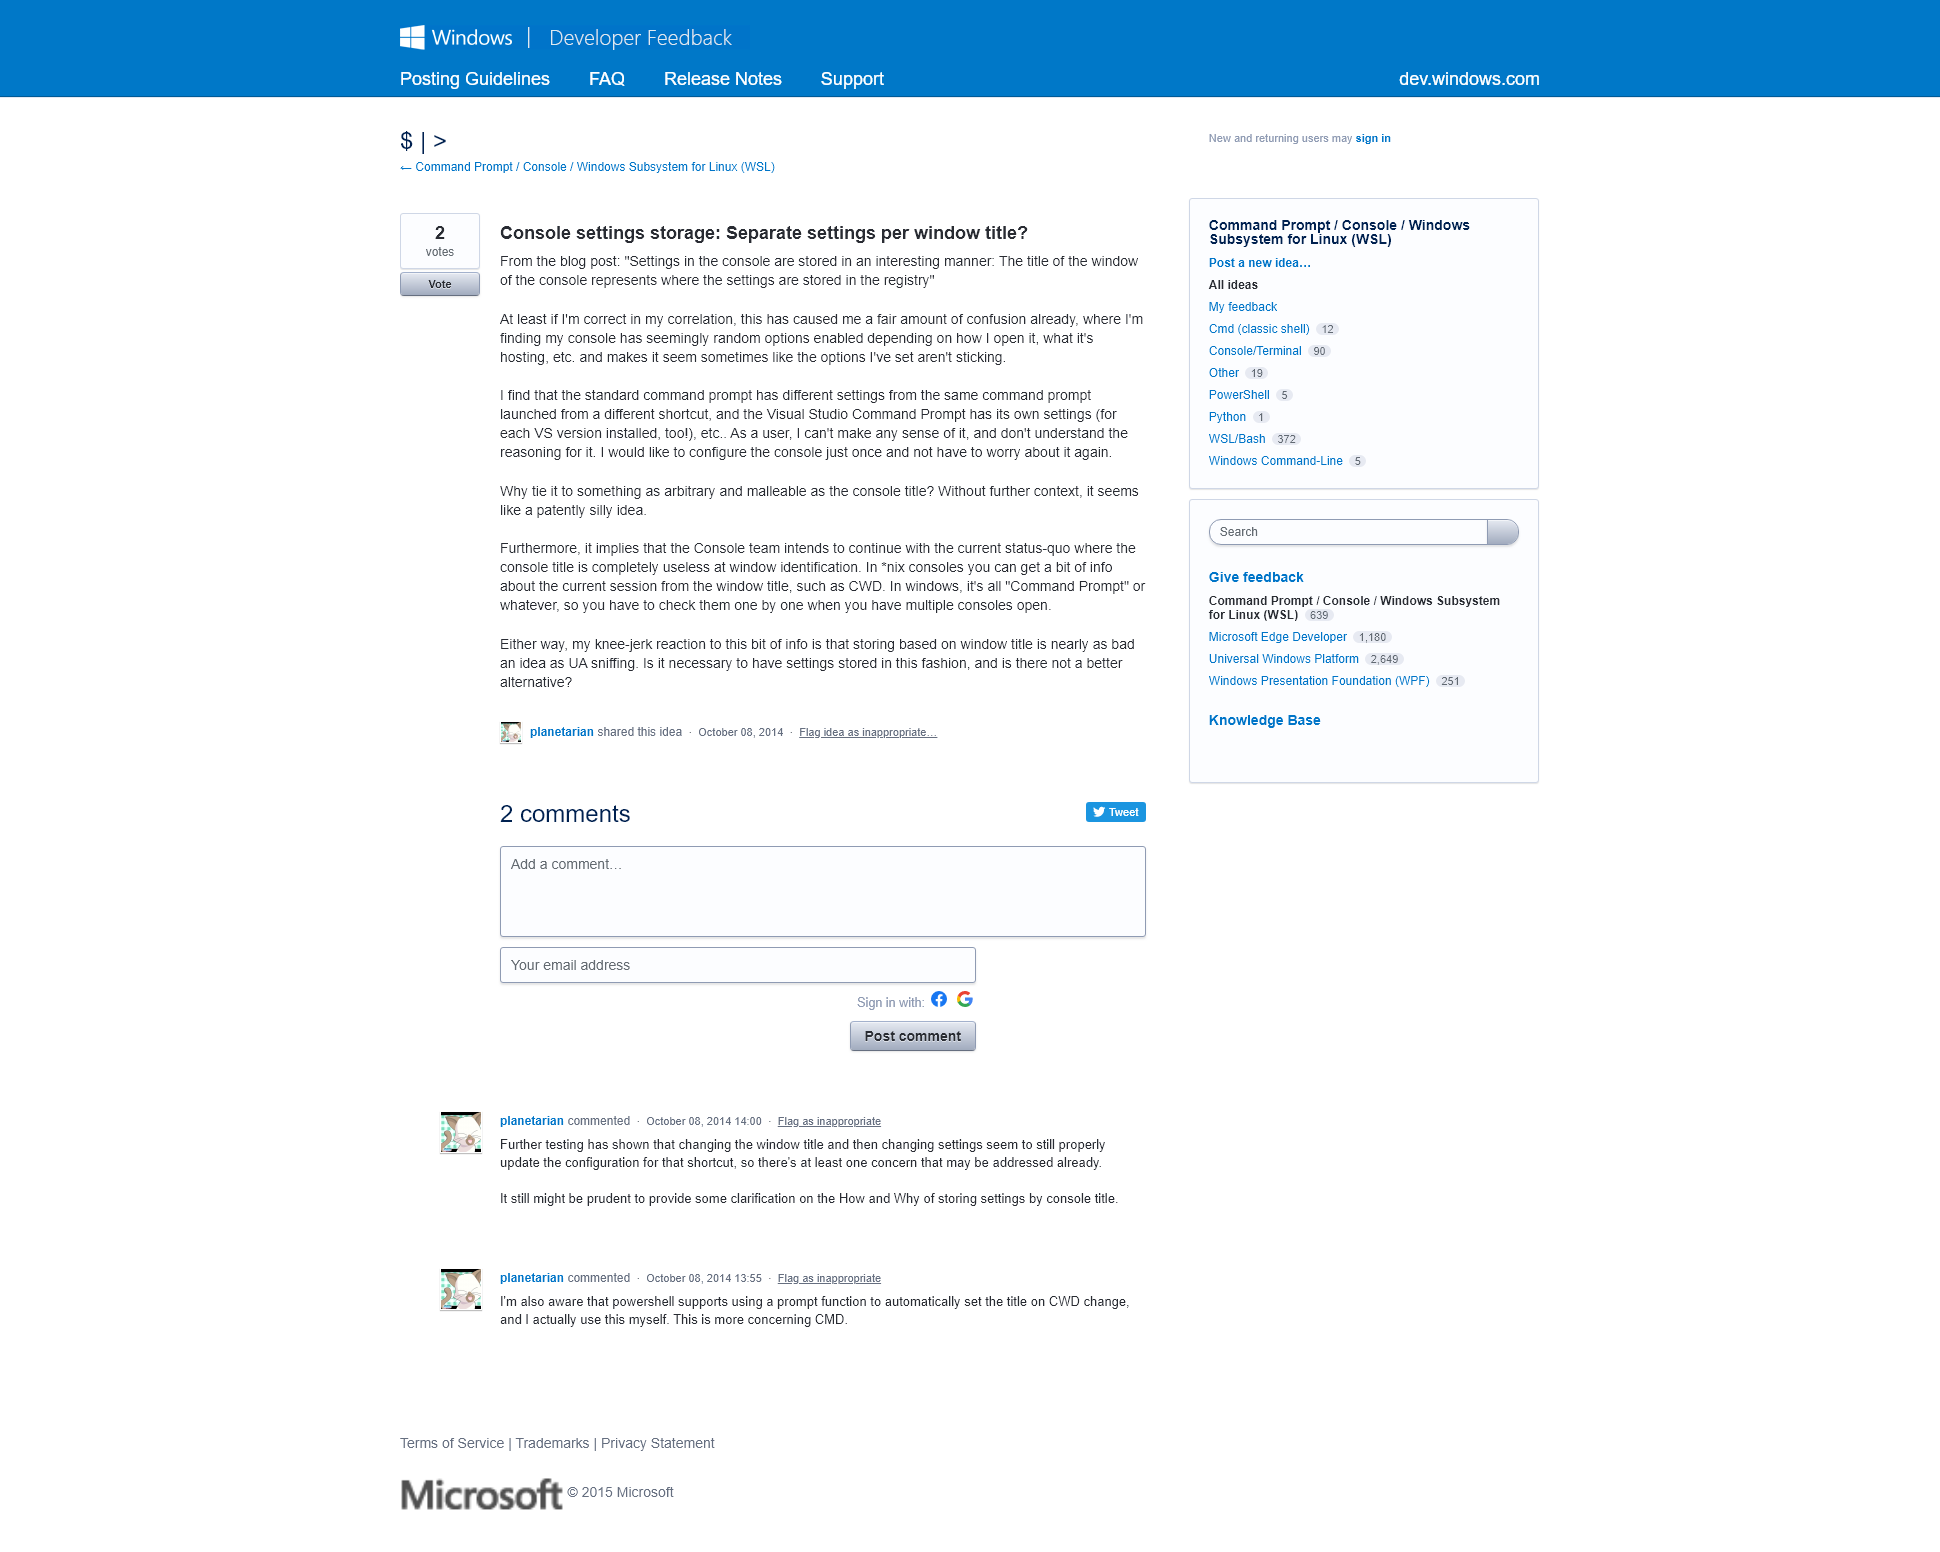 Windows | Developer Feedback
Posting Guidelines FAQ Release Notes Support dev.windows.com
$ | >
New and returning users may sign in
← Command Prompt / Console / Windows Subsystem for Linux (WSL)
2
votes
Vote
Console settings storage: Separate settings per window title?
From the blog post: "Settings in the console are stored in an interesting manner: The title of the window
of the console represents where the settings are stored in the registry"
At least if I'm correct in my correlation, this has caused me a fair amount of confusion already, where I'm
finding my console has seemingly random options enabled depending on how I open it, what it's
hosting, etc. and makes it seem sometimes like the options I've set aren't sticking.
I find that the standard command prompt has different settings from the same command prompt
launched from a different shortcut, and the Visual Studio Command Prompt has its own settings (for
each VS version installed, too!), etc.. As a user, I can't make any sense of it, and don't understand the
reasoning for it. I would like to configure the console just once and not have to worry about it again.
Why tie it to something as arbitrary and malleable as the console title? Without further context, it seems
like a patently silly idea.
Furthermore, it implies that the Console team intends to continue with the current status-quo where the
console title is completely useless at window identification. In *nix consoles you can get a bit of info
about the current session from the window title, such as CWD. In windows, it's all "Command Prompt" or
whatever, so you have to check them one by one when you have multiple consoles open.
Either way, my knee-jerk reaction to this bit of info is that storing based on window title is nearly as bad
an idea as UA sniffing. Is it necessary to have settings stored in this fashion, and is there not a better
alternative?
planetarian shared this idea · October 08, 2014 · Flag idea as inappropriate…
2 comments
Tweet
Add a comment…
Your email address
Sign in with:
Post comment
planetarian commented · October 08, 2014 14:00 · Flag as inappropriate
Further testing has shown that changing the window title and then changing settings seem to still properly
update the configuration for that shortcut, so there's at least one concern that may be addressed already.
It still might be prudent to provide some clarification on the How and Why of storing settings by console title.
planetarian commented · October 08, 2014 13:55 · Flag as inappropriate
I'm also aware that powershell supports using a prompt function to automatically set the title on CWD change,
and I actually use this myself. This is more concerning CMD.
Command Prompt / Console / Windows
Subsystem for Linux (WSL)
Post a new idea…
All ideas
My feedback
Cmd (classic shell) 12
Console/Terminal 90
Other 19
PowerShell 5
Python 1
WSL/Bash 372
Windows Command-Line 5
Search
Give feedback
Command Prompt / Console / Windows Subsystem
for Linux (WSL) 639
Microsoft Edge Developer 1,180
Universal Windows Platform 2,649
Windows Presentation Foundation (WPF) 251
Knowledge Base
Terms of Service | Trademarks | Privacy Statement
Microsoft © 2015 Microsoft